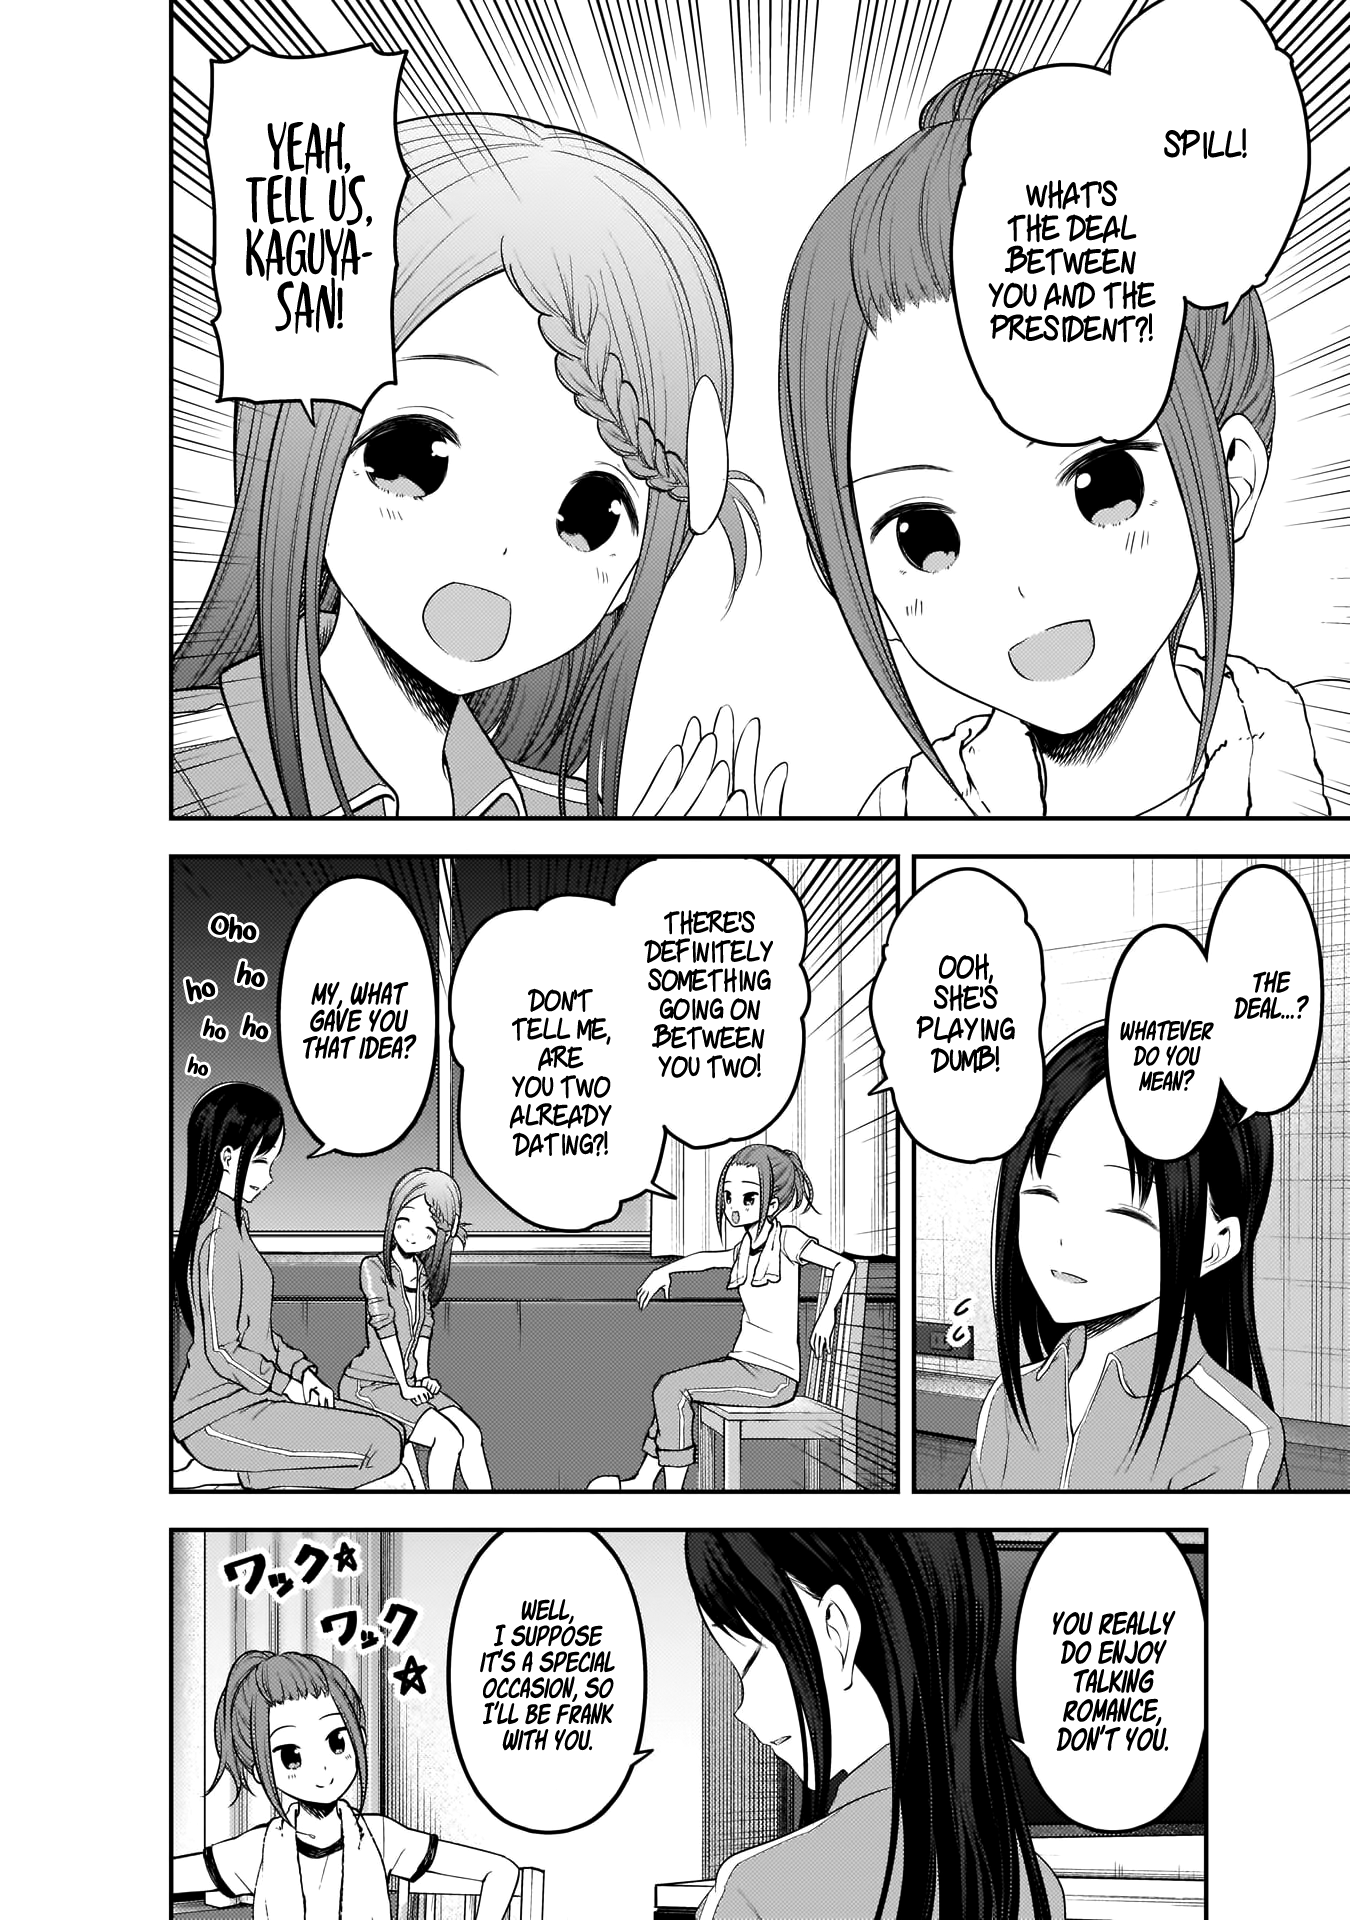 SPILL!
WHAT'S
THE DEAL
BETWEEN
YOU AND THE
PRESIDENT?!
YEAH,
TELL US,
KAGUYA-
SAN!
THE
DEAL...?
WHATEVER
DO YOU
MEAN?
OOH,
SHE'S
PLAYING
DUMB!
THERE'S
DEFINITELY
SOMETHING
GOING ON
BETWEEN
YOU TWO!
DON'T
TELL ME,
ARE
YOU TWO
ALREADY
DATING?!
MY, WHAT
GAVE YOU
THAT IDEA?
Oho
ho
ho
ho
ho
ho
YOU REALLY
DO ENJOY
TALKING
ROMANCE,
DON'T YOU.
WELL,
I SUPPOSE
IT'S A SPECIAL
OCCASION, SO
I'LL BE FRANK
WITH YOU.
ワック☆
ワック☆